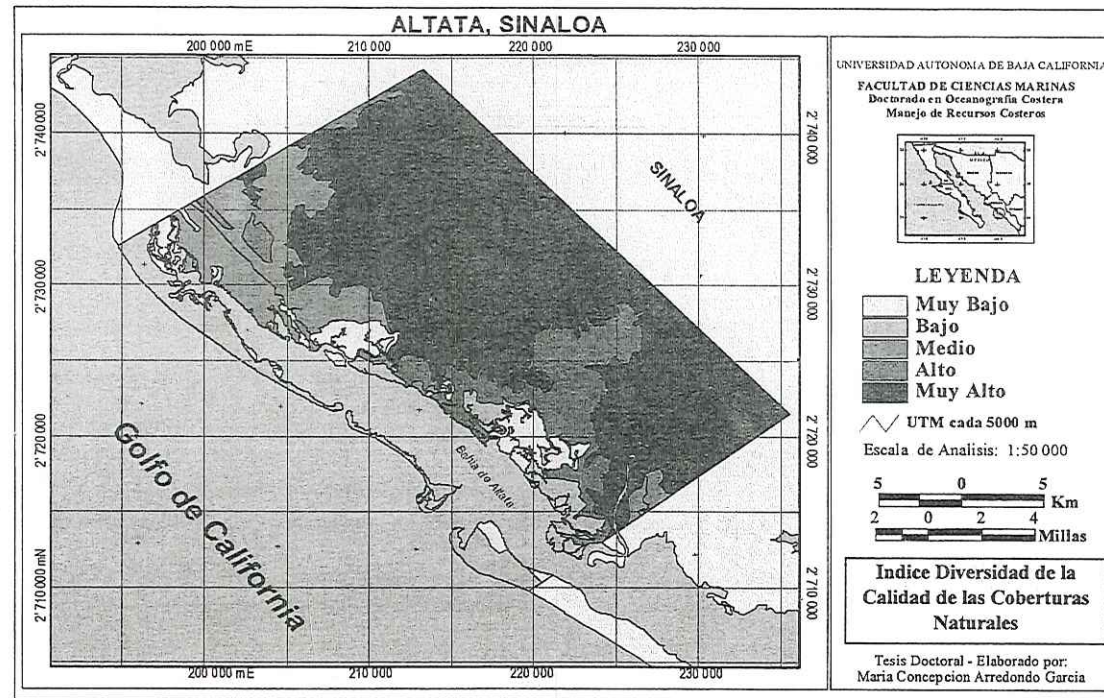 ALTATA, SINALOA
200 000 mE
210 000
220 000
230 000
2'740 000
2'730 000
2'720 000
2'710 000 mN
2'740 000
2'730 000
2'720 000
2'710 000
SINALOA
Bahia de Altata
Golfo de California
200 000 mE
210 000
220 000
230 000
UNIVERSIDAD AUTONOMA DE BAJA CALIFORNIA
FACULTAD DE CIENCIAS MARINAS
Doctorado en Oceanografia Costera
Manejo de Recursos Costeros
LEYENDA
Muy Bajo
Bajo
Medio
Alto
Muy Alto
UTM cada 5000 m
Escala de Analisis: 1:50 000
5 0 5
Km
2 0 2 4
Millas
Indice Diversidad de la
Calidad de las Coberturas
Naturales
Tesis Doctoral - Elaborado por:
Maria Concepcion Arredondo Garcia